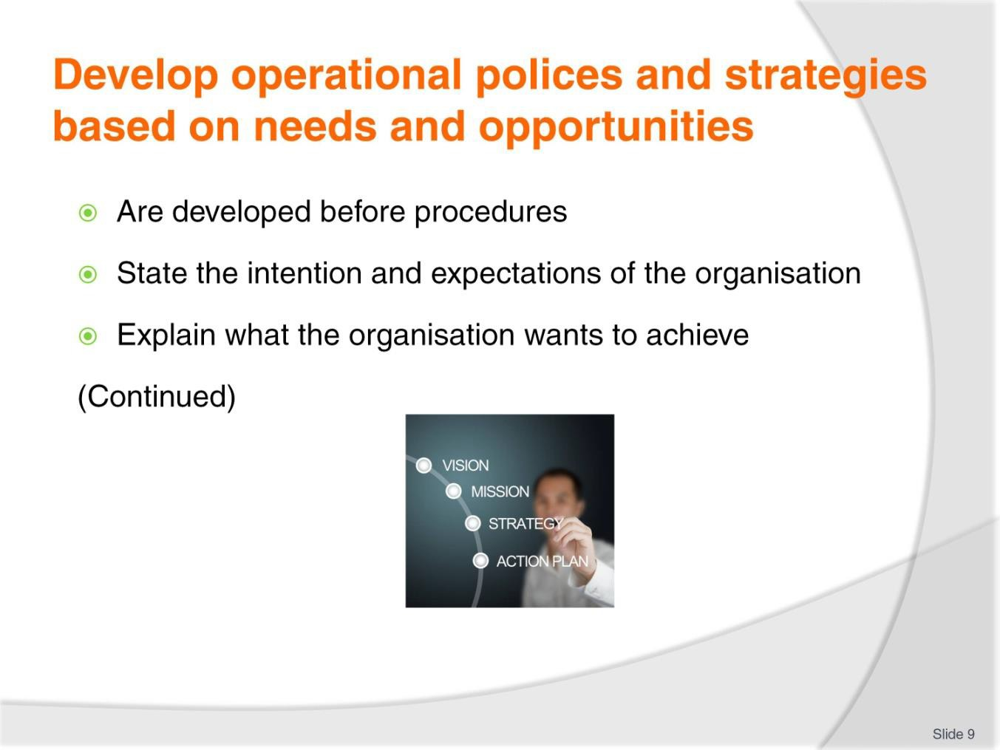 Develop operational polices and strategies
based on needs and opportunities
Are developed before procedures
State the intention and expectations of the organisation
Explain what the organisation wants to achieve
(Continued)
VISION
MISSION
STRATEGY
ACTION PLAN
Slide 9